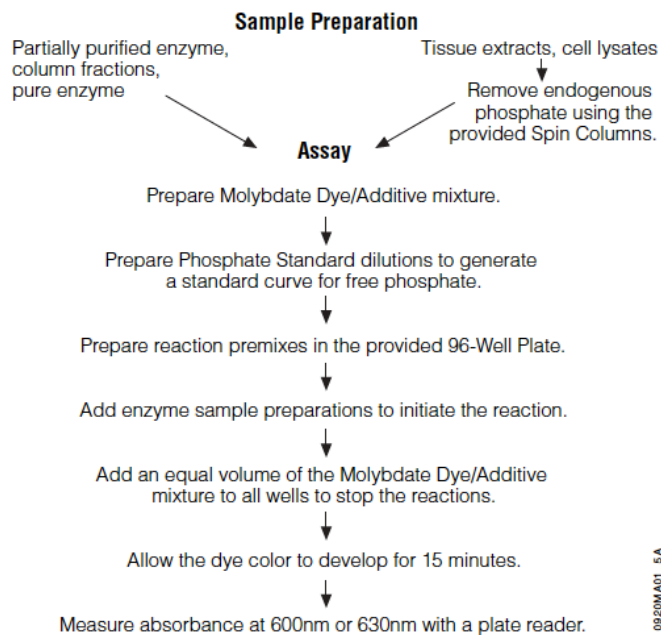 Sample Preparation
Partially purified enzyme,
column fractions,
pure enzyme
Tissue extracts, cell lysates
Remove endogenous
phosphate using the
provided Spin Columns.
Assay
Prepare Molybdate Dye/Additive mixture.
Prepare Phosphate Standard dilutions to generate
a standard curve for free phosphate.
Prepare reaction premixes in the provided 96-Well Plate.
Add enzyme sample preparations to initiate the reaction.
Add an equal volume of the Molybdate Dye/Additive
mixture to all wells to stop the reactions.
Allow the dye color to develop for 15 minutes.
Measure absorbance at 600nm or 630nm with a plate reader.
0920MA01_5A